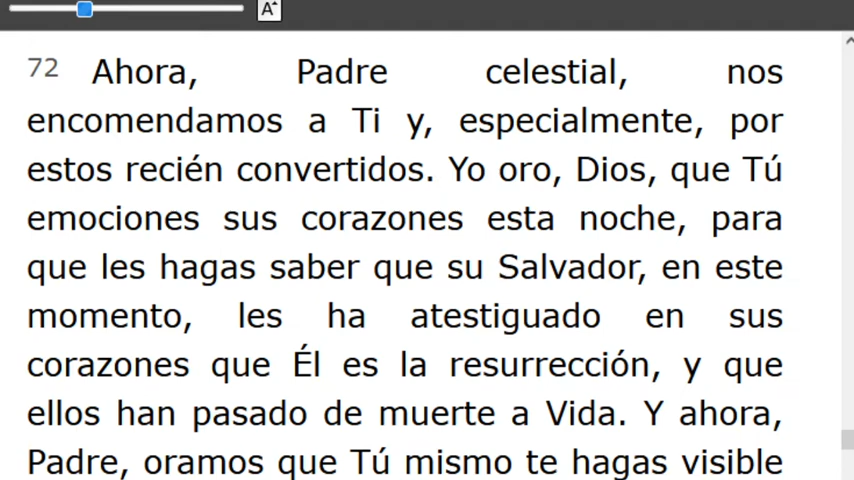 A
72 Ahora, Padre celestial, nos
encomendamos a Ti y, especialmente, por
estos recién convertidos. Yo oro, Dios, que Tú
emociones sus corazones esta noche, para
que les hagas saber que su Salvador, en este
momento, les ha atestiguado en sus
corazones que Él es la resurrección, y que
ellos han pasado de muerte a Vida. Y ahora,
Padre, oramos que Tú mismo te hagas visible